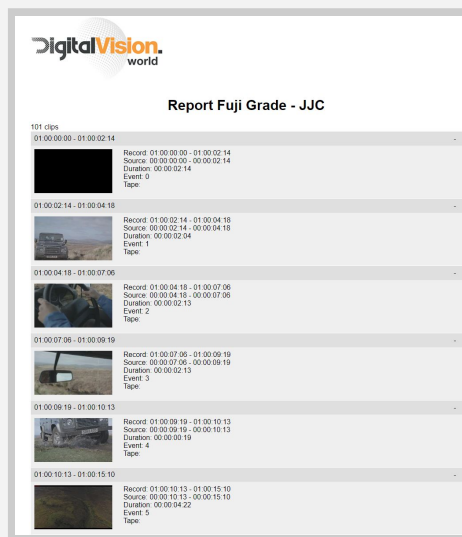 DigitalVision.
world
Report Fuji Grade - JJC
101 clips
01:00:00:00 - 01:00:02:14 -
Record: 01:00:00:00 - 01:00:02:14
Source: 00:00:00:00 - 00:00:02:14
Duration: 00:00:02:14
Event: 0
Tape:
01:00:02:14 - 01:00:04:18 -
Record: 01:00:02:14 - 01:00:04:18
Source: 00:00:02:14 - 00:00:04:18
Duration: 00:00:02:04
Event: 1
Tape:
01:00:04:18 - 01:00:07:06 -
Record: 01:00:04:18 - 01:00:07:06
Source: 00:00:04:18 - 00:00:07:06
Duration: 00:00:02:13
Event: 2
Tape:
01:00:07:06 - 01:00:09:19 -
Record: 01:00:07:06 - 01:00:09:19
Source: 00:00:07:06 - 00:00:09:19
Duration: 00:00:02:13
Event: 3
Tape:
01:00:09:19 - 01:00:10:13 -
Record: 01:00:09:19 - 01:00:10:13
Source: 00:00:09:19 - 00:00:10:13
Duration: 00:00:00:19
Event: 4
Tape:
01:00:10:13 - 01:00:15:10 -
Record: 01:00:10:13 - 01:00:15:10
Source: 00:00:10:13 - 00:00:15:10
Duration: 00:00:04:22
Event: 5
Tape: